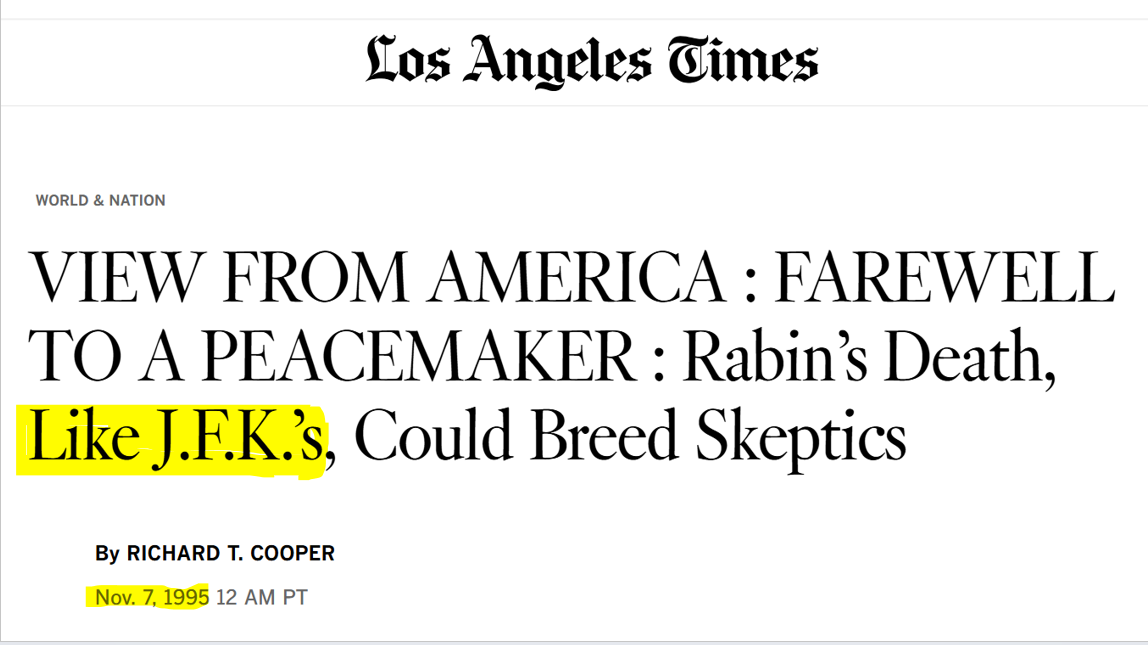 Los Angeles Times
WORLD & NATION
VIEW FROM AMERICA : FAREWELL
TO A PEACEMAKER : Rabin’s Death,
Like J.F.K.’s, Could Breed Skeptics
By RICHARD T. COOPER
Nov. 7, 1995 12 AM PT